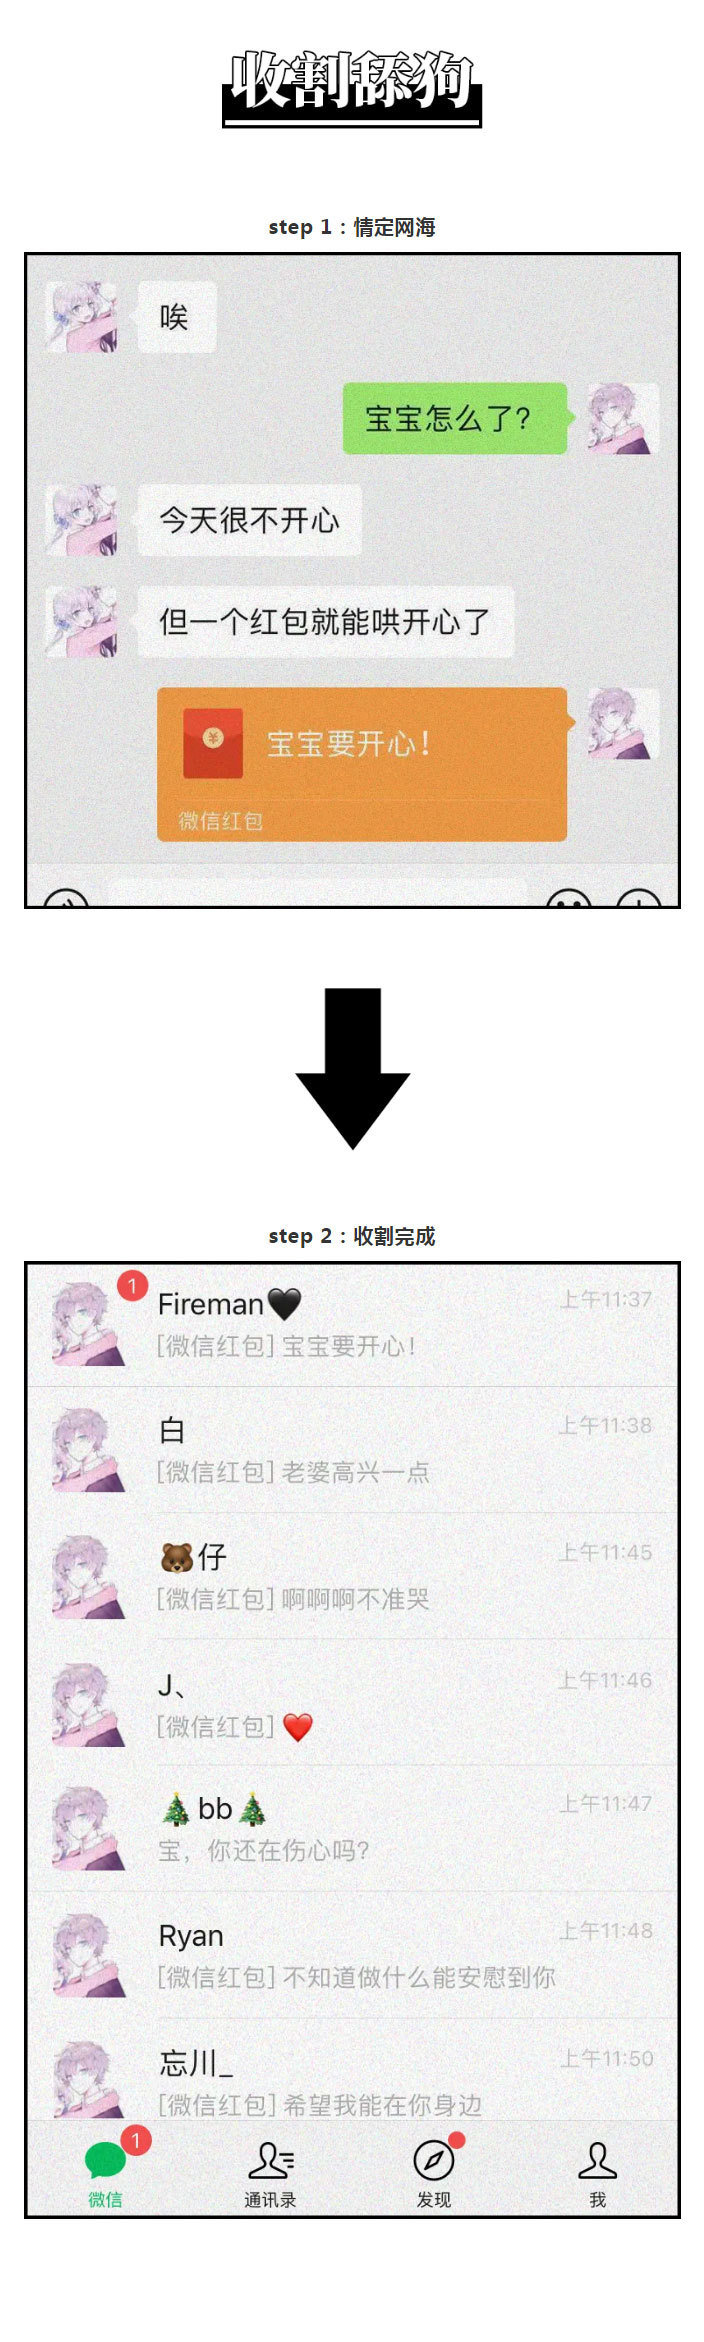 收割舔狗
step 1：情定网海
唉
宝宝怎么了？
今天很不开心
但一个红包就能哄开心了
宝宝要开心！
微信红包
step 2：收割完成
1
Fireman🖤
上午11:37
[微信红包] 宝宝要开心！
白
上午11:38
[微信红包] 老婆高兴一点
🐻仔
上午11:45
[微信红包] 啊啊啊不准哭
J、
上午11:46
[微信红包] ❤️
🎄bb🎄
上午11:47
宝，你还在伤心吗？
Ryan
上午11:48
[微信红包] 不知道做什么能安慰到你
忘川_
上午11:50
[微信红包] 希望我能在你身边
1
微信
通讯录
发现
我